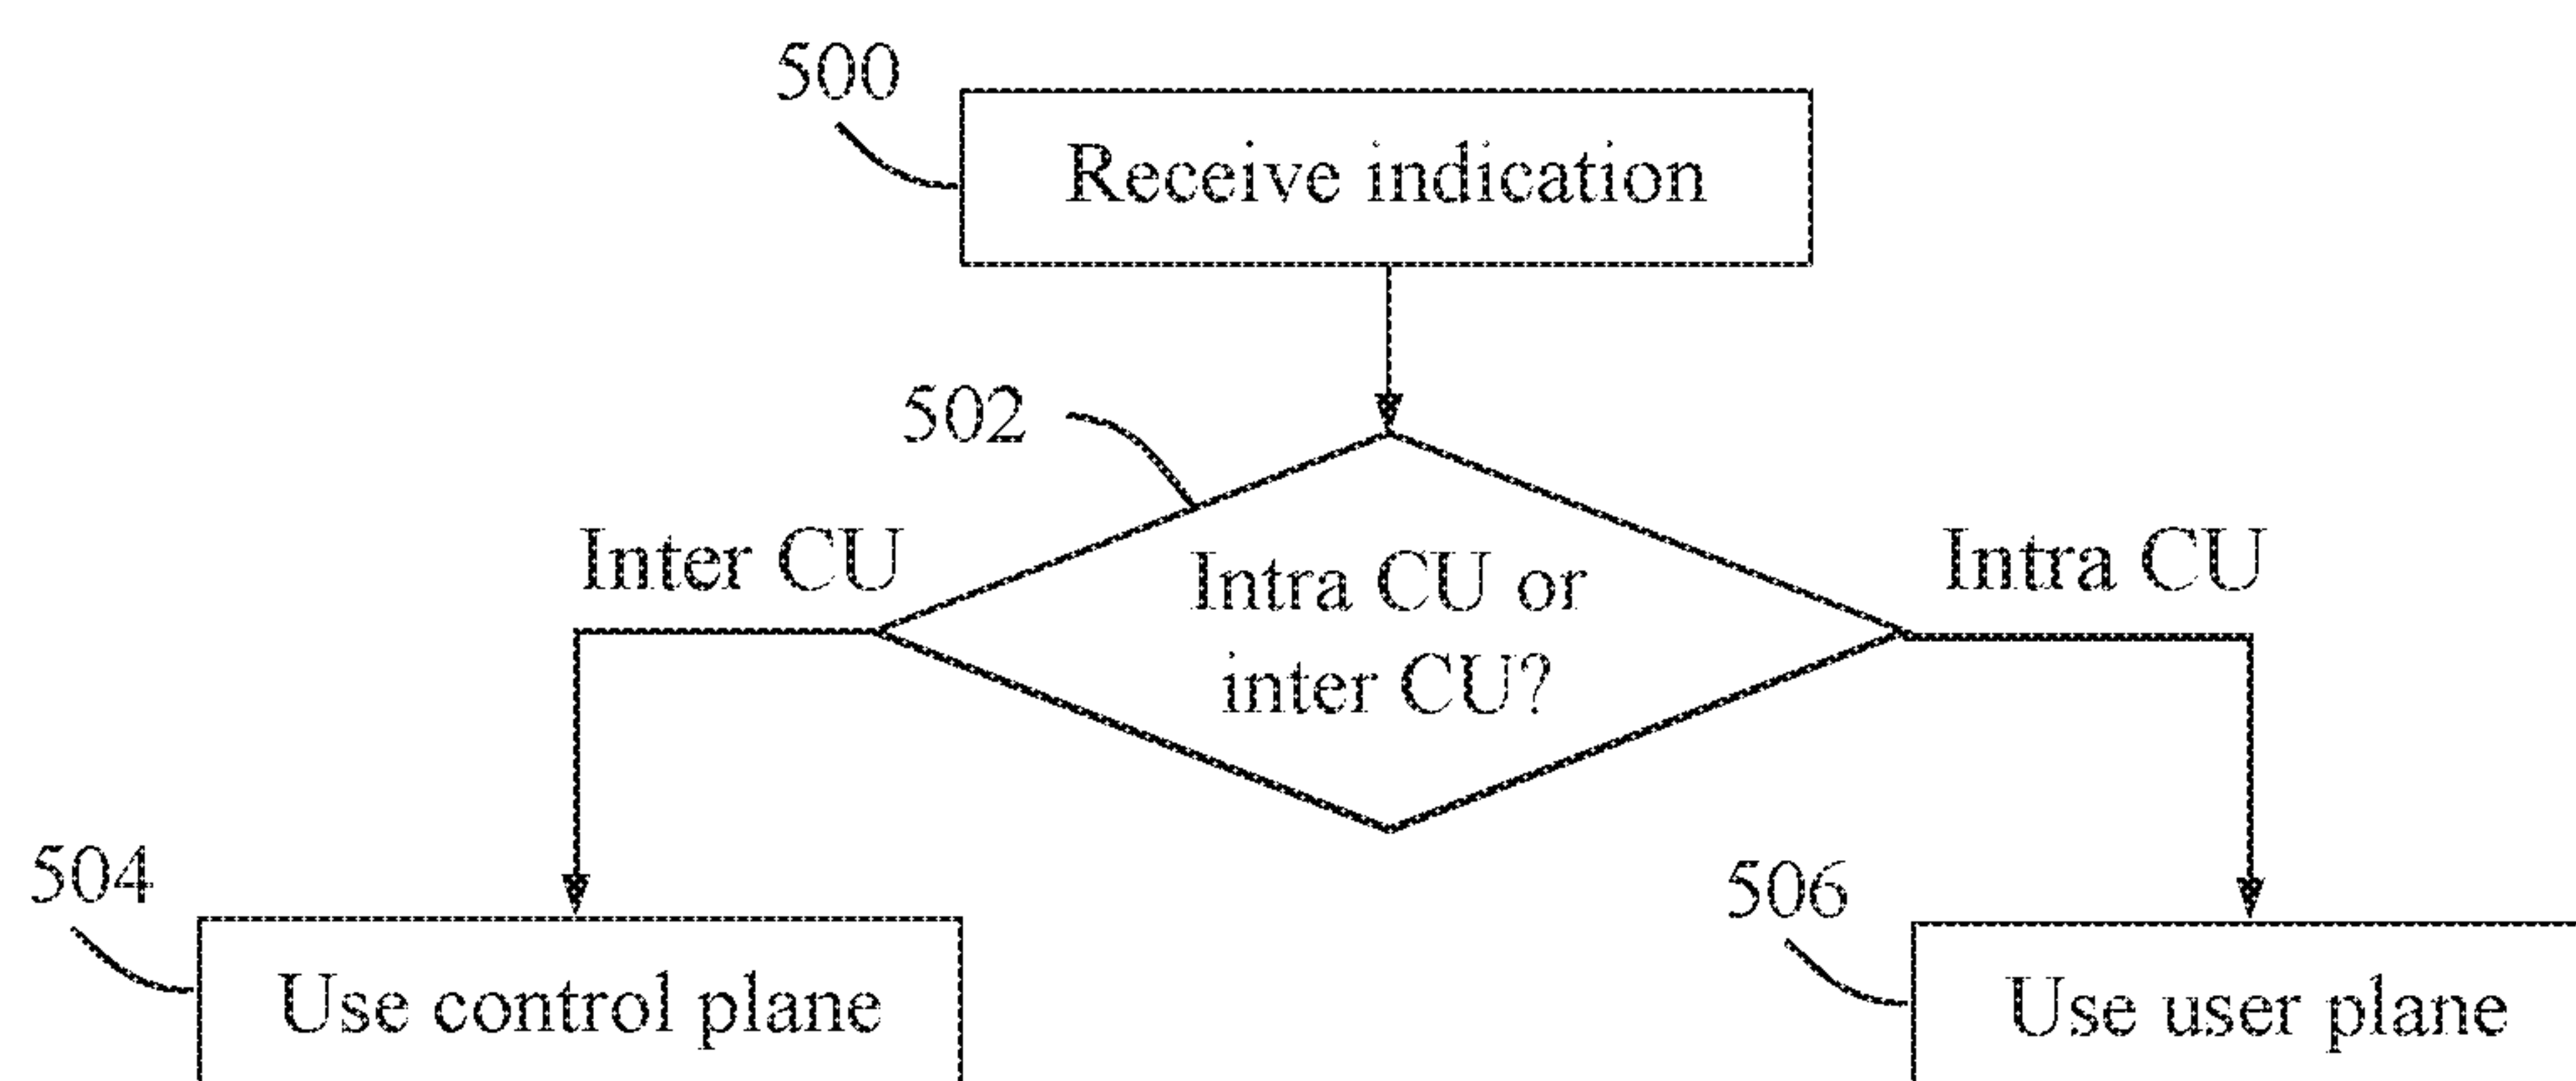 500
Receive indication
502
Inter CU
Intra CU or
inter CU?
Intra CU
504
Use control plane
506
Use user plane